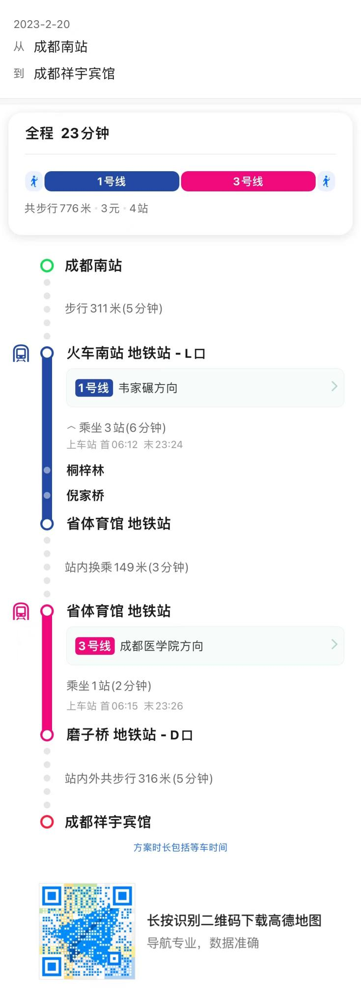 2023-2-20
从 成都南站
到 成都祥宇宾馆
全程 23分钟
1号线 3号线
共步行776米·3元·4站
成都南站
步行311米(5分钟)
火车南站 地铁站 - L口
1号线 韦家碾方向
乘坐3站(6分钟)
上车站 首06:12 末23:24
桐梓林
倪家桥
省体育馆 地铁站
站内换乘149米(3分钟)
省体育馆 地铁站
3号线 成都医学院方向
乘坐1站(2分钟)
上车站 首06:15 末23:26
磨子桥 地铁站 - D口
站内外共步行316米(5分钟)
成都祥宇宾馆
方案时长包括等车时间
长按识别二维码下载高德地图
导航专业，数据准确